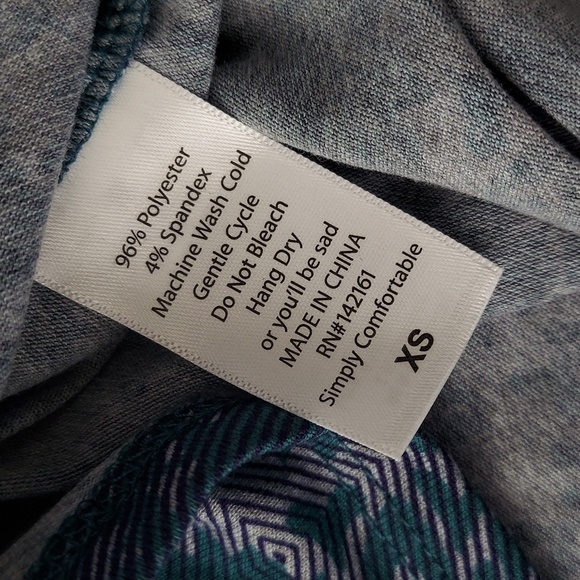 96% Polyester
4% Spandex
Machine Wash Cold
Gentle Cycle
Do Not Bleach
Hang Dry
or you'll be sad
MADE IN CHINA
RN#142161
Simply Comfortable
XS